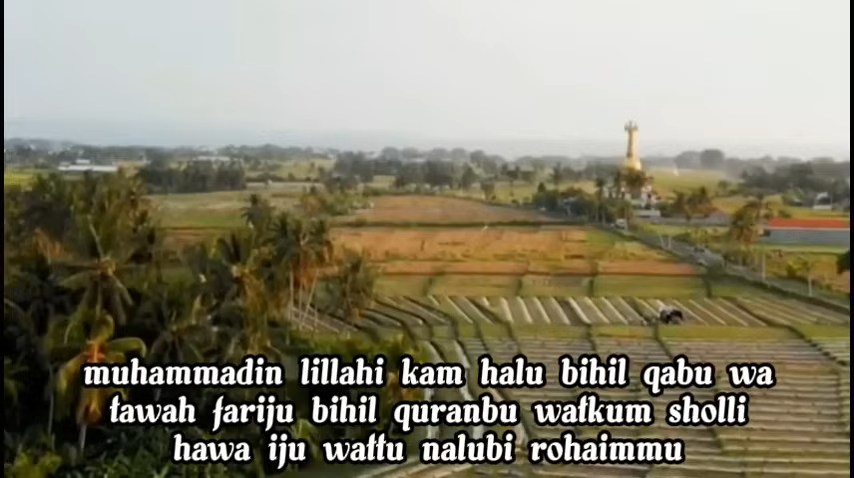 muhammadin lillahi kam halu bihil qabu wa
tawah fariju bihil quranbu watkum sholli
hawa iju wattu nalubi rohaimmu